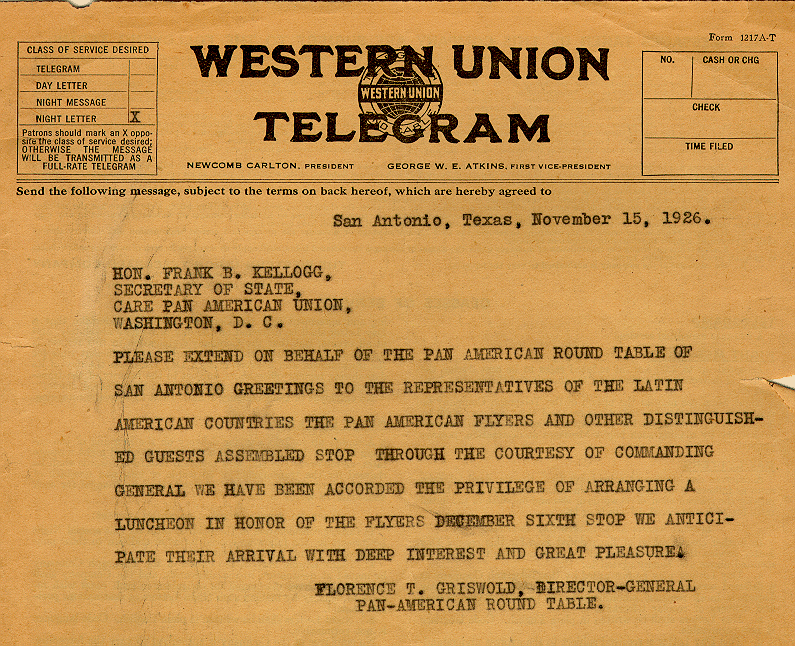 Form 1217A-T
CLASS OF SERVICE DESIRED
TELEGRAM
DAY LETTER
NIGHT MESSAGE
NIGHT LETTER X
Patrons should mark an X oppo-
site the class of service desired;
OTHERWISE THE MESSAGE
WILL BE TRANSMITTED AS A
FULL-RATE TELEGRAM
WESTERN UNION
WESTERN UNION
TELEGRAM
NEWCOMB CARLTON, PRESIDENT GEORGE W. E. ATKINS, FIRST VICE-PRESIDENT
NO. CASH OR CHG
CHECK
TIME FILED
Send the following message, subject to the terms on back hereof, which are hereby agreed to
San Antonio, Texas, November 15, 1926.
HON. FRANK B. KELLOGG,
SECRETARY OF STATE,
CARE PAN AMERICAN UNION,
WASHINGTON, D. C.
PLEASE EXTEND ON BEHALF OF THE PAN AMERICAN ROUND TABLE OF
SAN ANTONIO GREETINGS TO THE REPRESENTATIVES OF THE LATIN
AMERICAN COUNTRIES THE PAN AMERICAN FLYERS AND OTHER DISTINGUISH-
ED GUESTS ASSEMBLED STOP THROUGH THE COURTESY OF COMMANDING
GENERAL WE HAVE BEEN ACCORDED THE PRIVILEGE OF ARRANGING A
LUNCHEON IN HONOR OF THE FLYERS DECEMBER SIXTH STOP WE ANTICI-
PATE THEIR ARRIVAL WITH DEEP INTEREST AND GREAT PLEASURE.
FLORENCE T. GRISWOLD, DIRECTOR-GENERAL
PAN-AMERICAN ROUND TABLE.